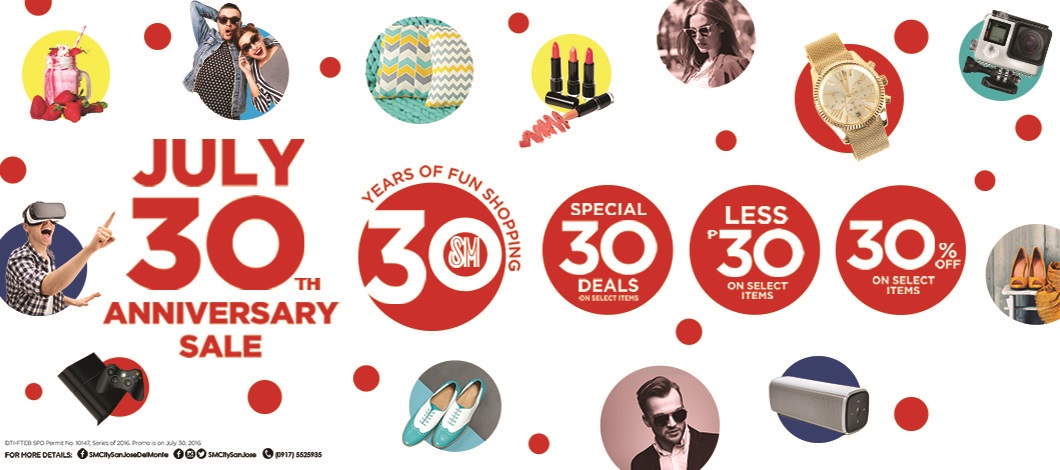 JULY
30TH
ANNIVERSARY
SALE
YEARS OF FUN SHOPPING
30
SM
SPECIAL
30
DEALS
ON SELECT ITEMS
LESS
₱30
ON SELECT
ITEMS
30% OFF
ON SELECT
ITEMS
DTI-FTEB SPD Permit No. 10147, Series of 2016. Promo is on July 30, 2016
FOR MORE DETAILS: SMCitySanJoseDelMonte SMCitySanJose (0917) 5525935